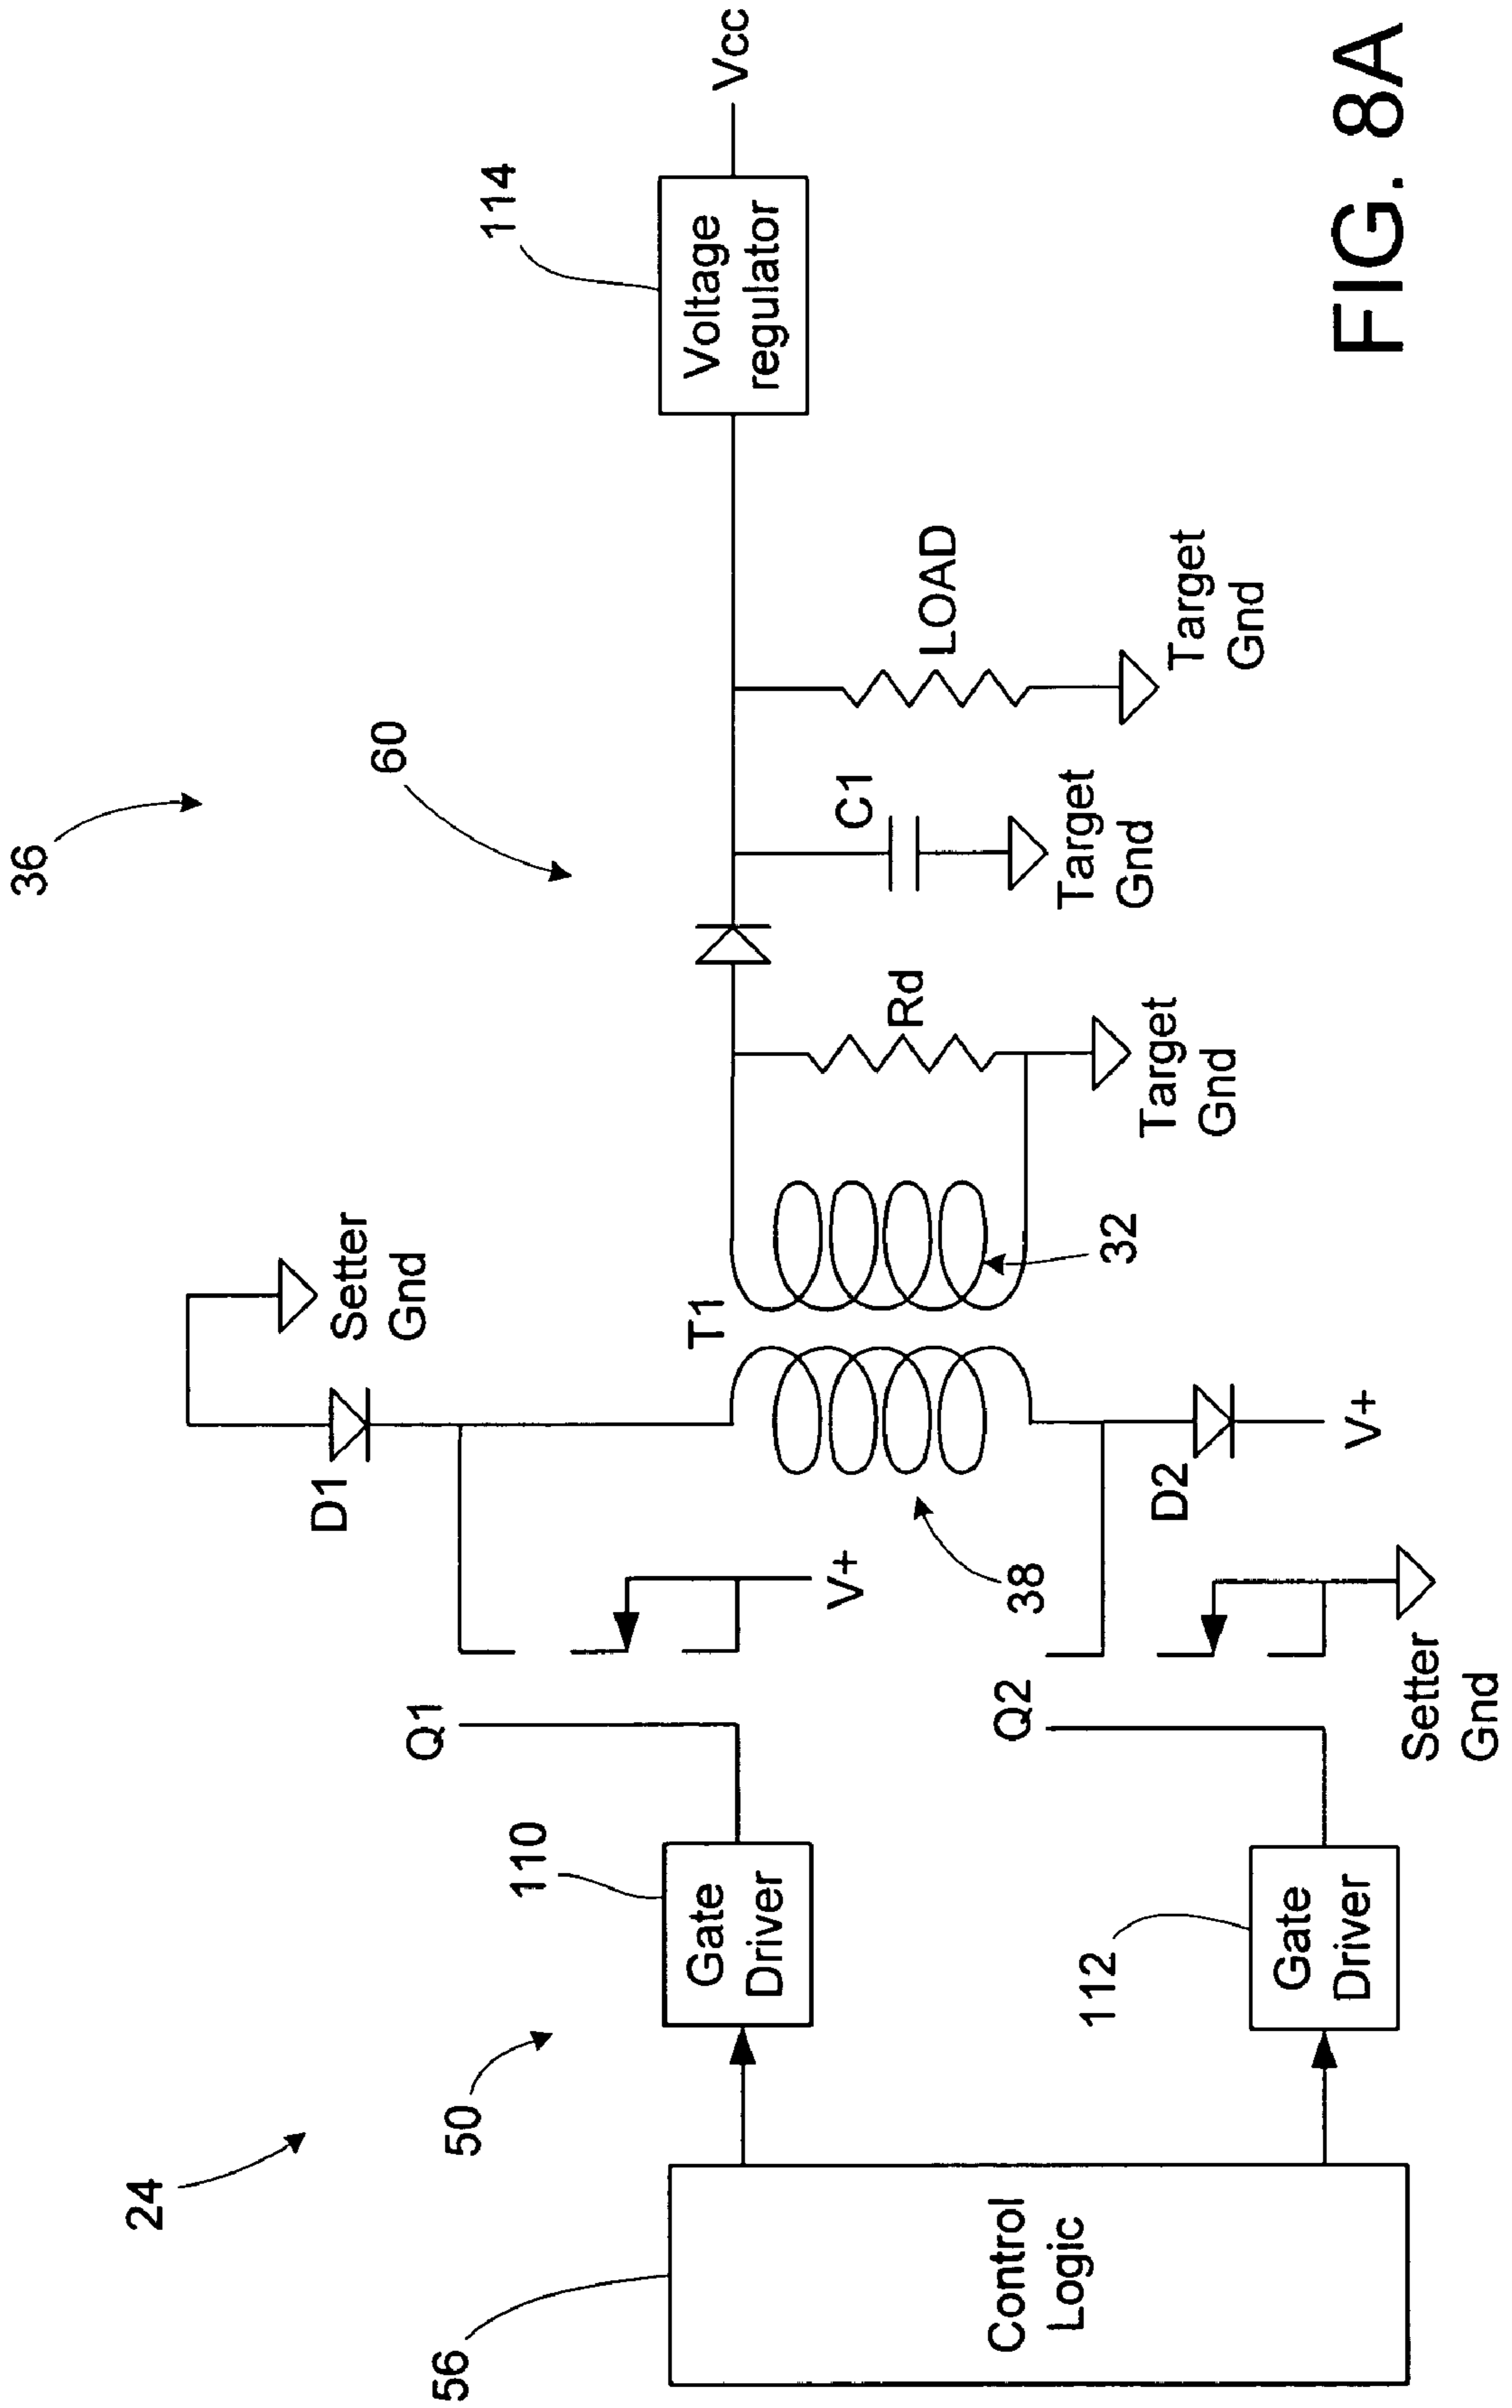 24
36
56
50
60
Control
Logic
110
Gate
Driver
112
Gate
Driver
Q1
Q2
V+
Setter
Gnd
D1
Setter
Gnd
38
D2
V+
T1
32
Rd
Target
Gnd
C1
Target
Gnd
LOAD
Target
Gnd
114
Voltage
regulator
Vcc
FIG. 8A